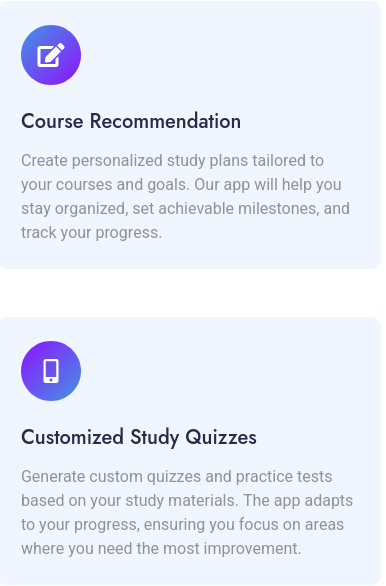 Course Recommendation
Create personalized study plans tailored to
your courses and goals. Our app will help you
stay organized, set achievable milestones, and
track your progress.
Customized Study Quizzes
Generate custom quizzes and practice tests
based on your study materials. The app adapts
to your progress, ensuring you focus on areas
where you need the most improvement.